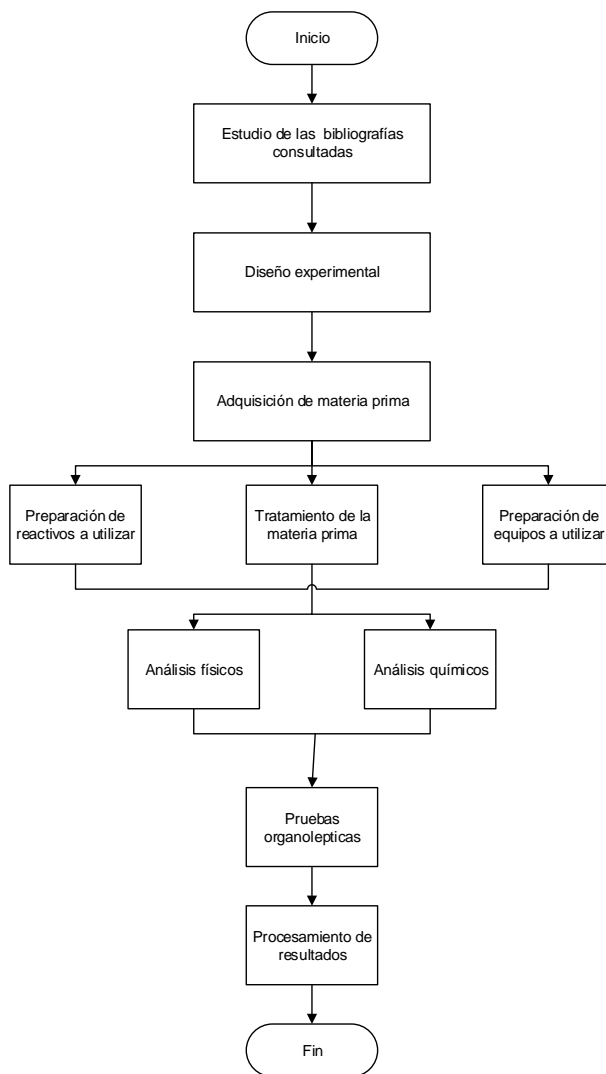 Inicio
Estudio de las bibliografías
consultadas
Diseño experimental
Adquisición de materia prima
Preparación de
reactivos a utilizar
Tratamiento de la
materia prima
Preparación de
equipos a utilizar
Análisis físicos
Análisis químicos
Pruebas
organolepticas
Procesamiento de
resultados
Fin